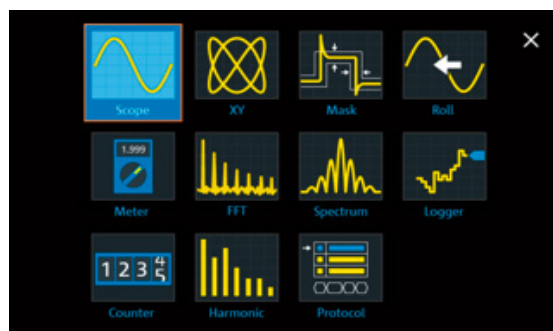 Scope XY Mask Roll
1.999
Meter FFT Spectrum Logger
1 2 3 4 5
Counter Harmonic Protocol